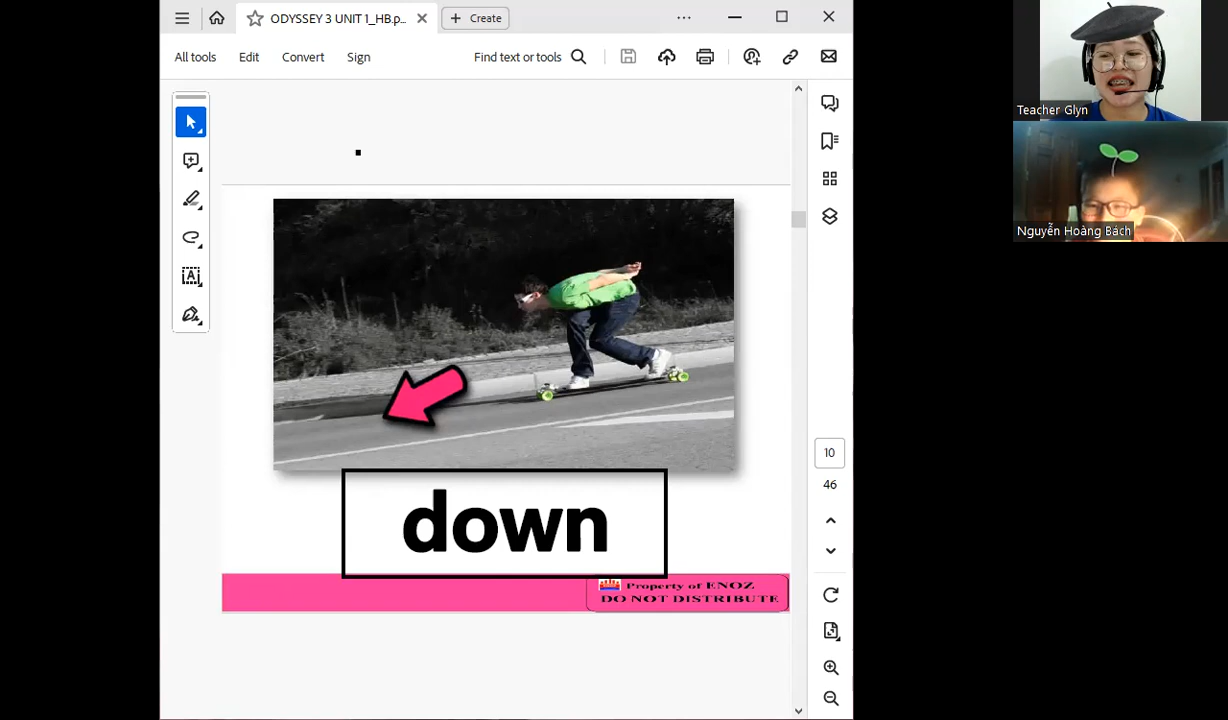 ODYSSEY 3 UNIT 1_HB.p...
Create
All tools
Edit
Convert
Sign
Find text or tools
down
Property of ENOZ
DO NOT DISTRIBUTE
10
46
Teacher Glyn
Nguyễn Hoàng Bách